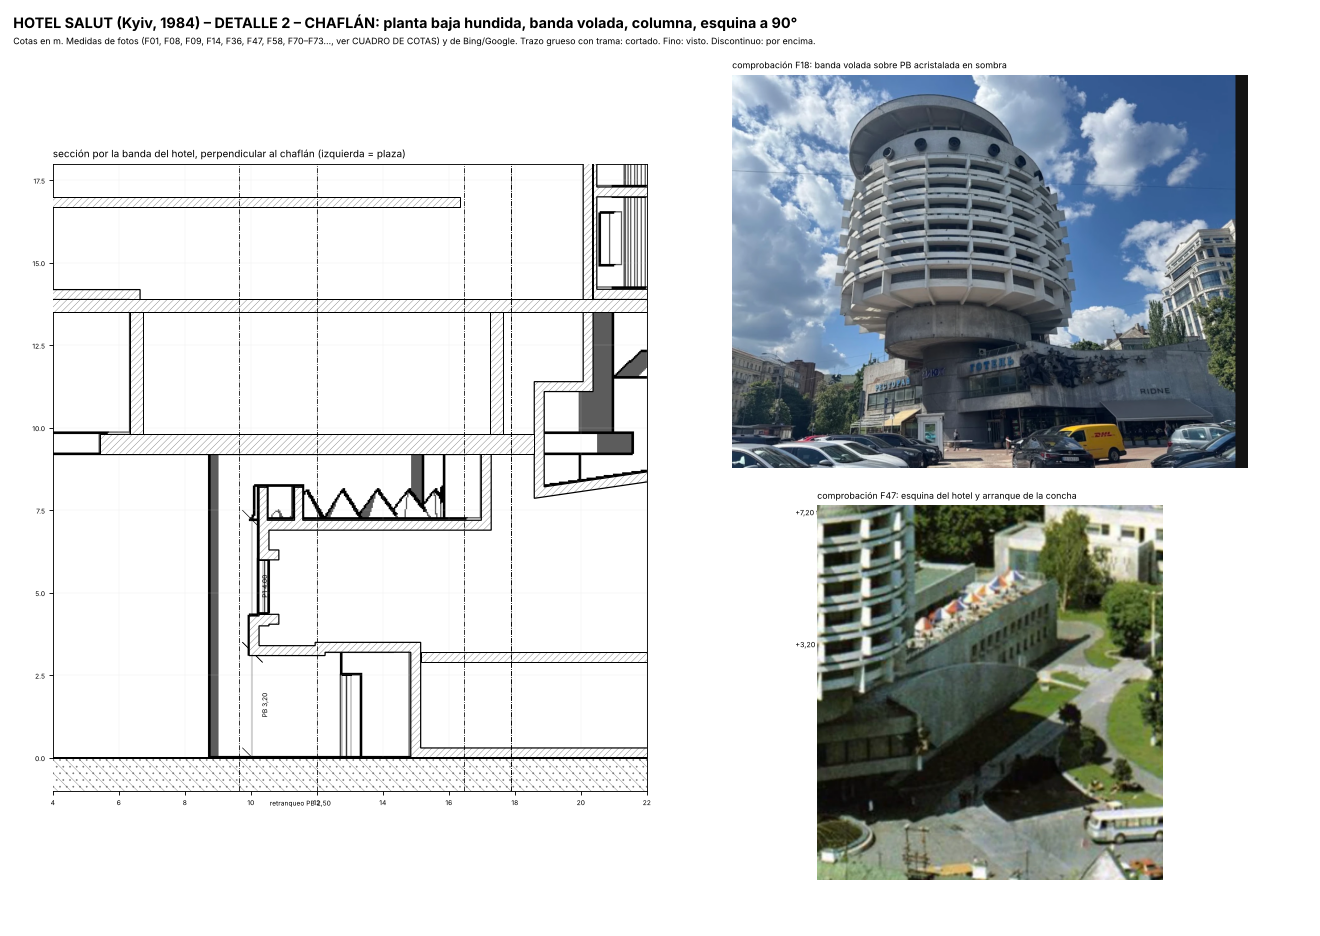 HOTEL SALUT (Kyiv, 1984) – DETALLE 2 – CHAFLÁN: planta baja hundida, banda volada, columna, esquina a 90°
Cotas en m. Medidas de fotos (F01, F08, F09, F14, F36, F47, F58, F70–F73..., ver CUADRO DE COTAS) y de Bing/Google. Trazo grueso con trama: cortado. Fino: visto. Discontinuo: por encima.
comprobación F18: banda volada sobre PB acristalada en sombra
РЕСТОРАН
ГОТЕЛЬ
RIDNE
DHL
sección por la banda del hotel, perpendicular al chaflán (izquierda = plaza)
17.5
15.0
12.5
10.0
7.5
5.0
2.5
0.0
PB 3,20
4
6
8
10
12
14
16
18
20
22
retranqueo PB 2,50
comprobación F47: esquina del hotel y arranque de la concha
+7,20
+3,20